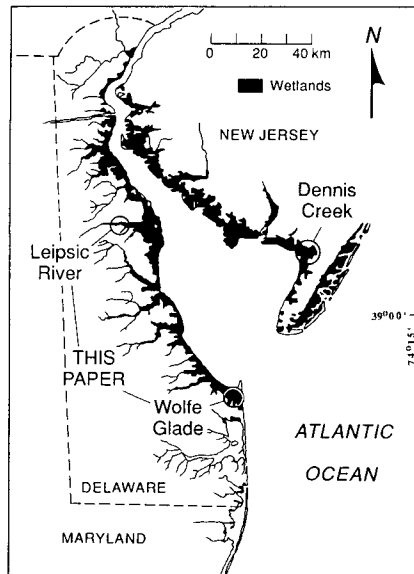 0 20 40 km
N
Wetlands
NEW JERSEY
Dennis
Creek
Leipsic
River
39°00'
74°15'
THIS
PAPER
Wolfe
Glade
ATLANTIC
OCEAN
DELAWARE
MARYLAND